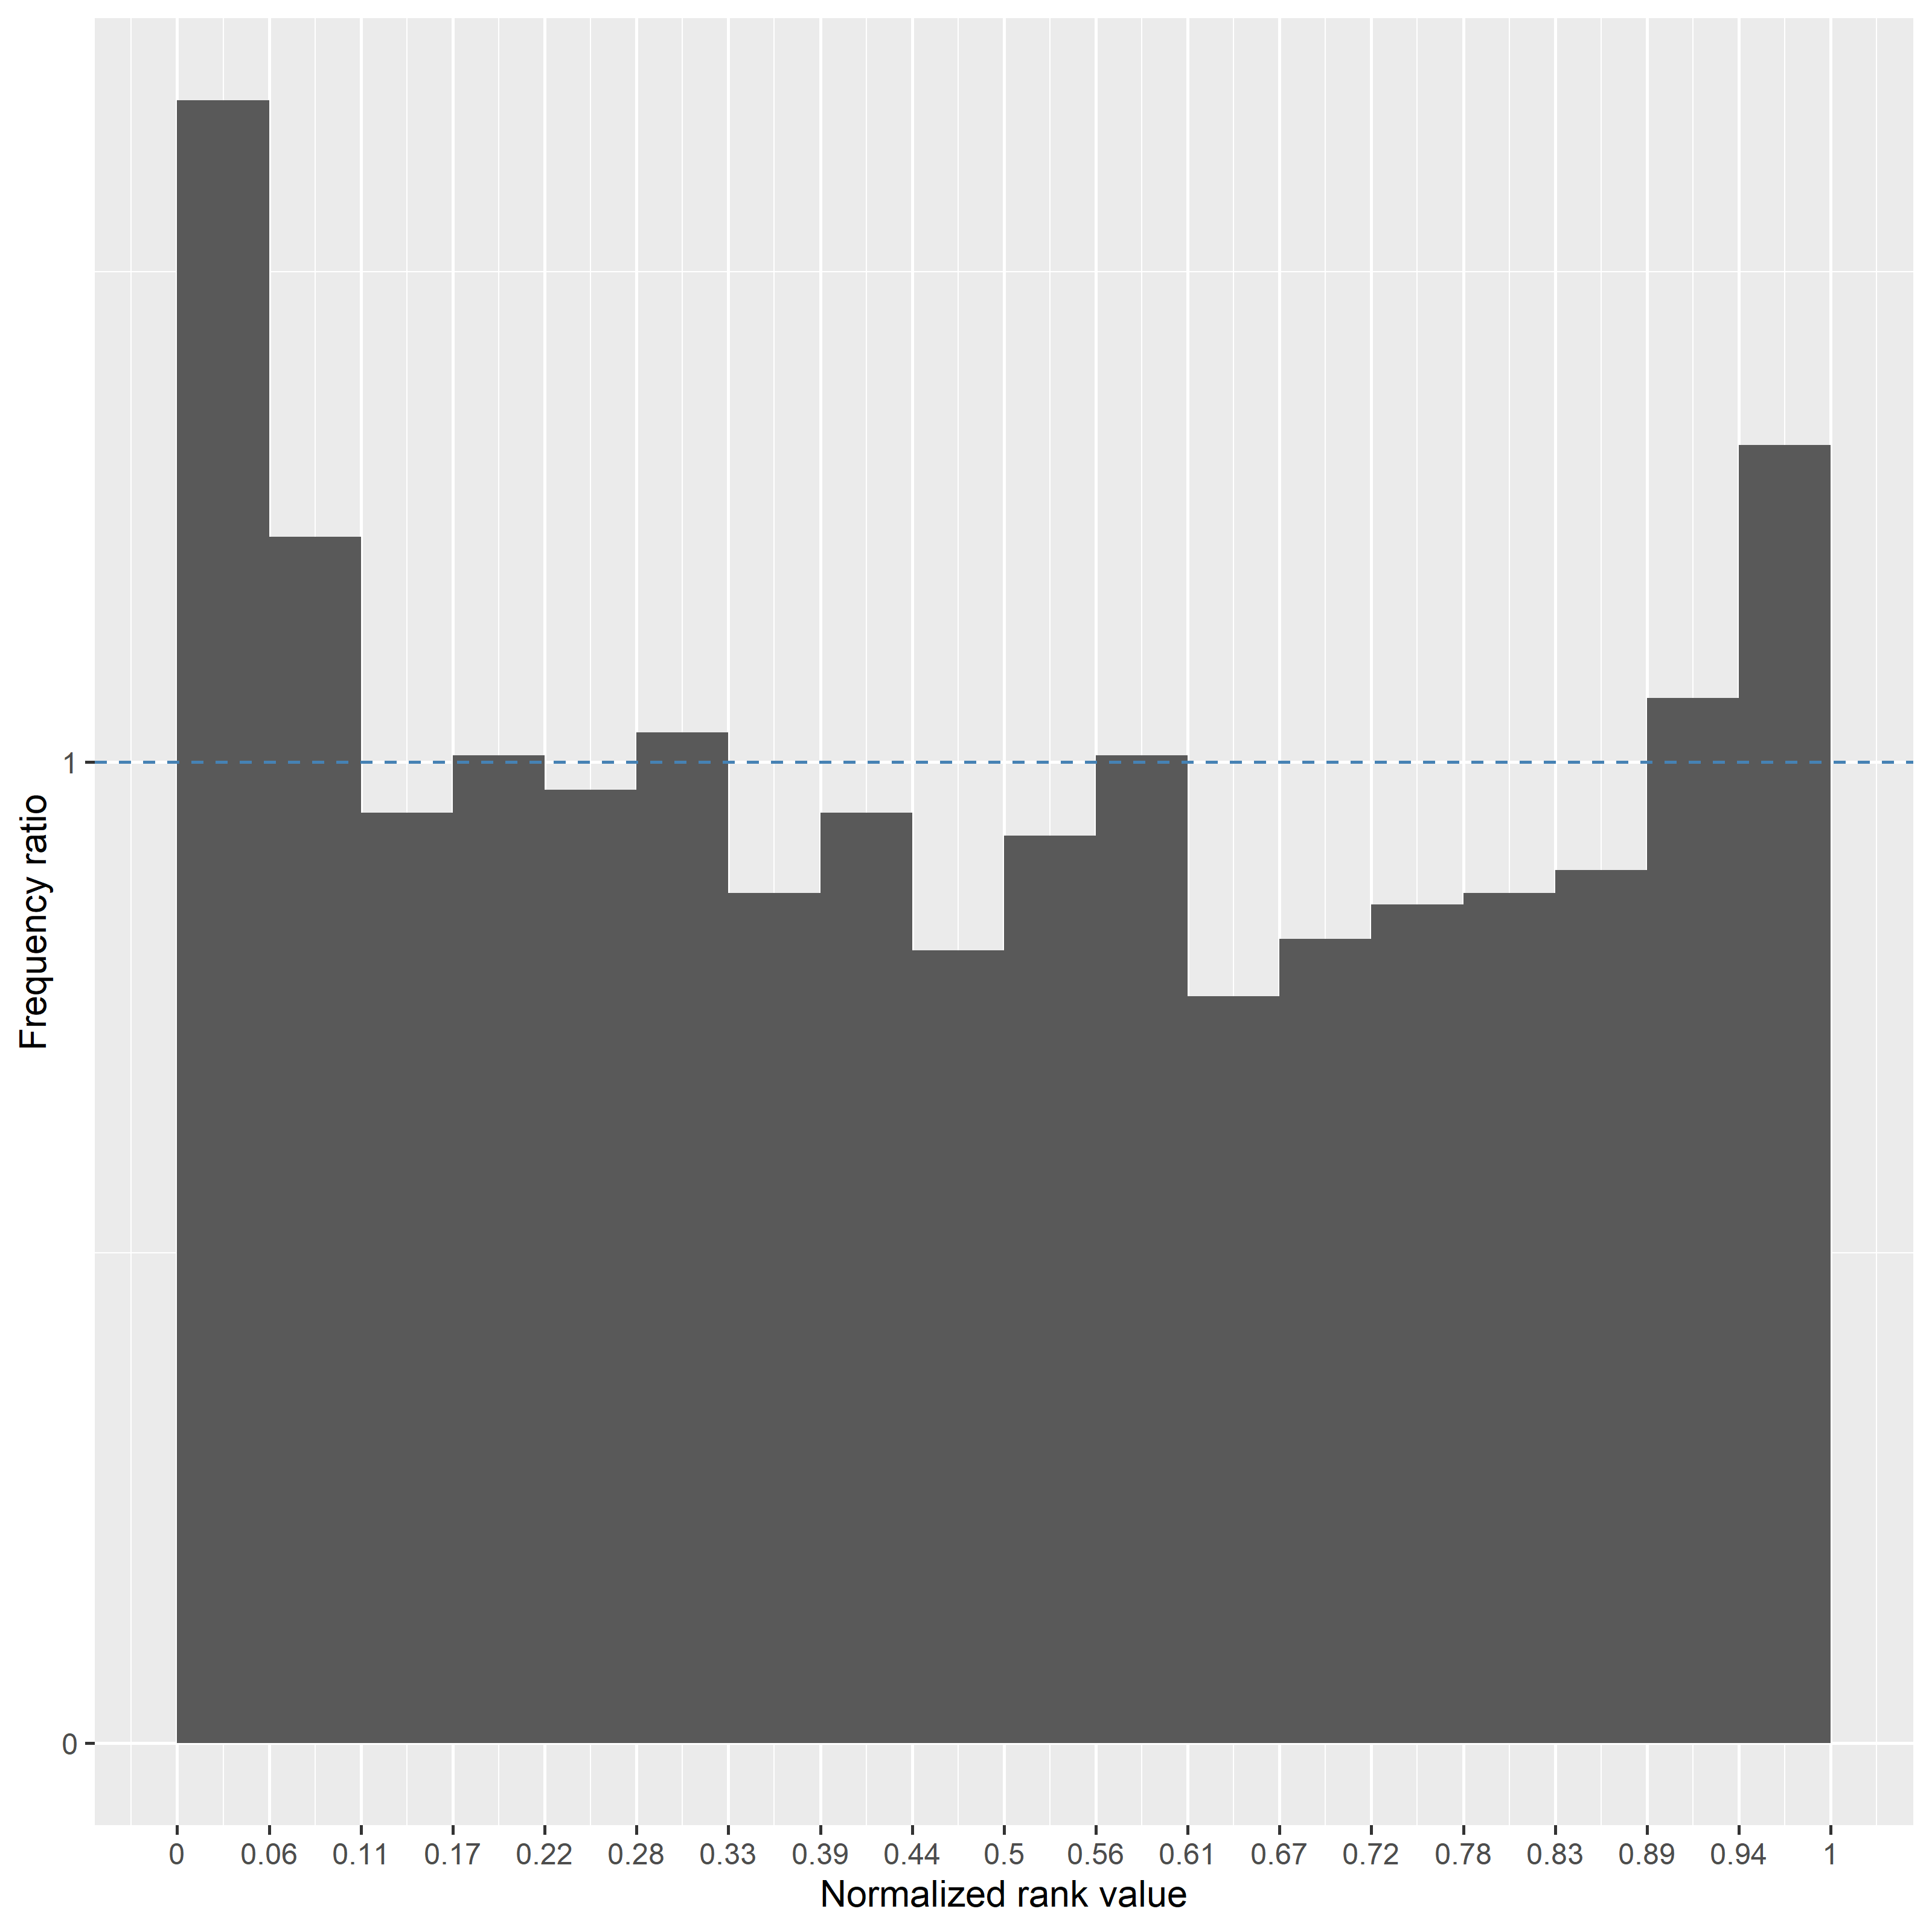 Frequency ratio
1
0
0 0.06 0.11 0.17 0.22 0.28 0.33 0.39 0.44 0.5 0.56 0.61 0.67 0.72 0.78 0.83 0.89 0.94 1
Normalized rank value